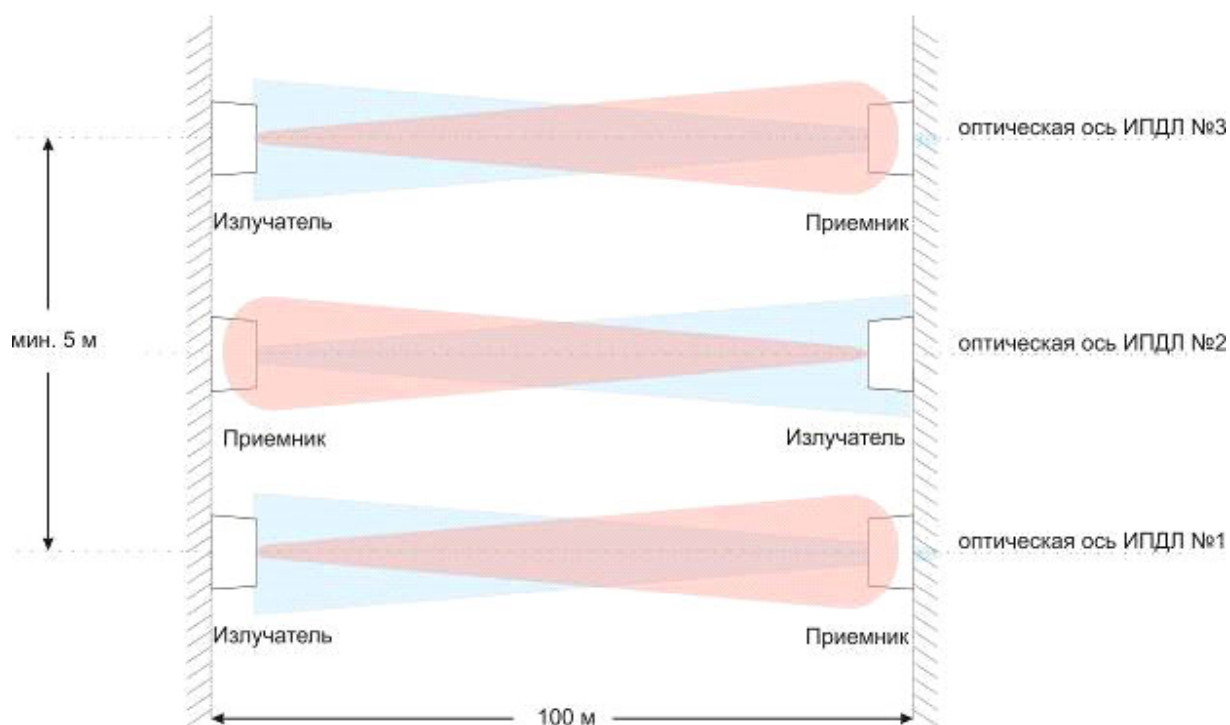 оптическая ось ИПДЛ №3
Излучатель
Приемник
мин. 5 м
оптическая ось ИПДЛ №2
Приемник
Излучатель
оптическая ось ИПДЛ №1
Излучатель
Приемник
100 м